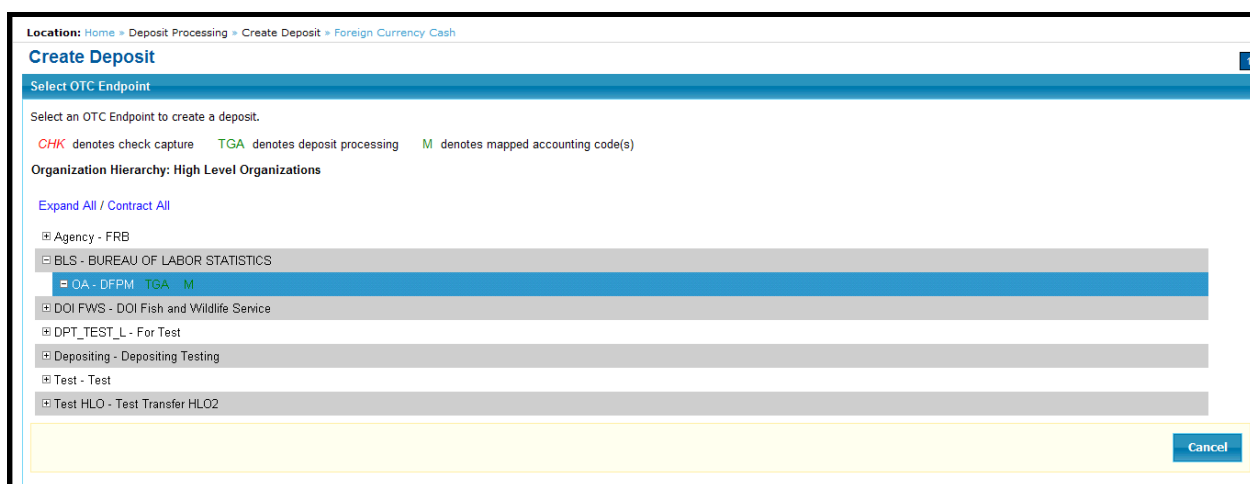 Location: Home » Deposit Processing » Create Deposit » Foreign Currency Cash
Create Deposit
Select OTC Endpoint
Select an OTC Endpoint to create a deposit.
CHK denotes check capture TGA denotes deposit processing M denotes mapped accounting code(s)
Organization Hierarchy: High Level Organizations
Expand All / Contract All
Agency - FRB
BLS - BUREAU OF LABOR STATISTICS
OA - DFPM TGA M
DOI FWS - DOI Fish and Wildlife Service
DPT_TEST_L - For Test
Depositing - Depositing Testing
Test - Test
Test HLO - Test Transfer HLO2
Cancel